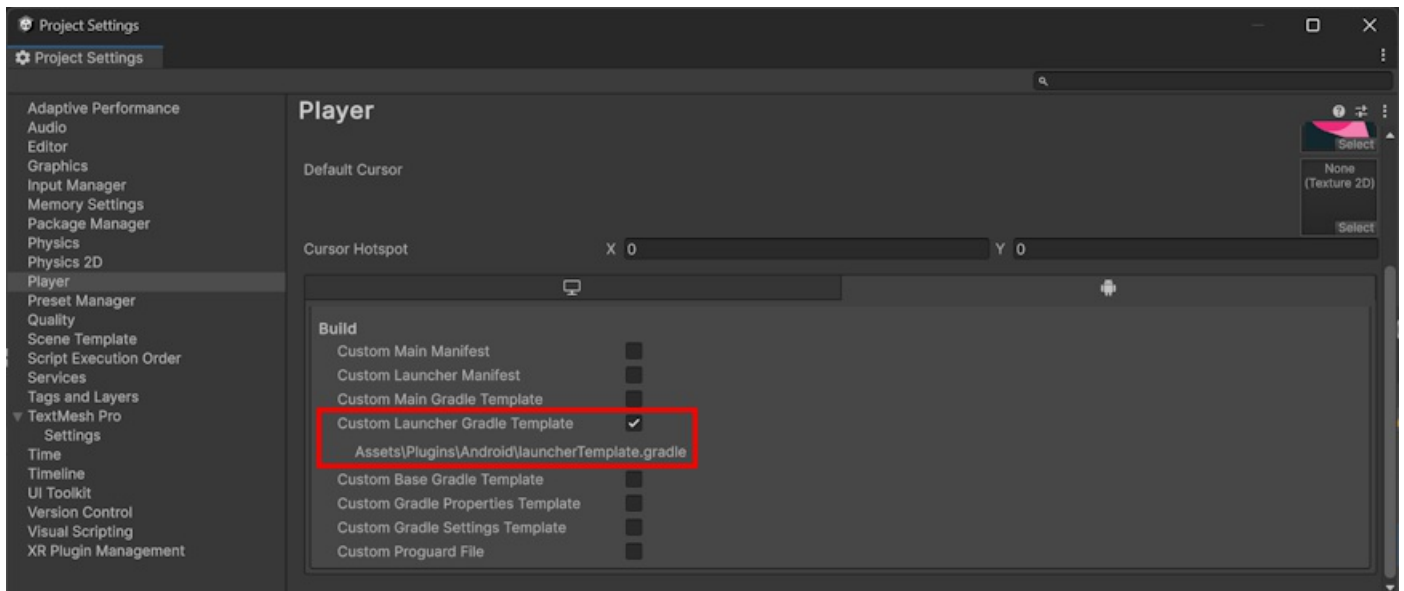 Project Settings
Project Settings
Adaptive Performance
Audio
Editor
Graphics
Input Manager
Memory Settings
Package Manager
Physics
Physics 2D
Player
Preset Manager
Quality
Scene Template
Script Execution Order
Services
Tags and Layers
TextMesh Pro
Settings
Time
Timeline
UI Toolkit
Version Control
Visual Scripting
XR Plugin Management
Player
Select
Default Cursor
None
(Texture 2D)
Select
Cursor Hotspot X 0 Y 0
Build
Custom Main Manifest
Custom Launcher Manifest
Custom Main Gradle Template
Custom Launcher Gradle Template
Assets\Plugins\Android\launcherTemplate.gradle
Custom Base Gradle Template
Custom Gradle Properties Template
Custom Gradle Settings Template
Custom Proguard File